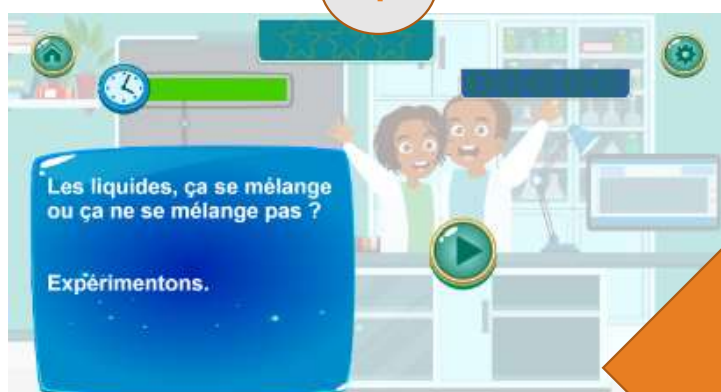 Les liquides, ça se mélange
ou ça ne se mélange pas ?
Expérimentons.